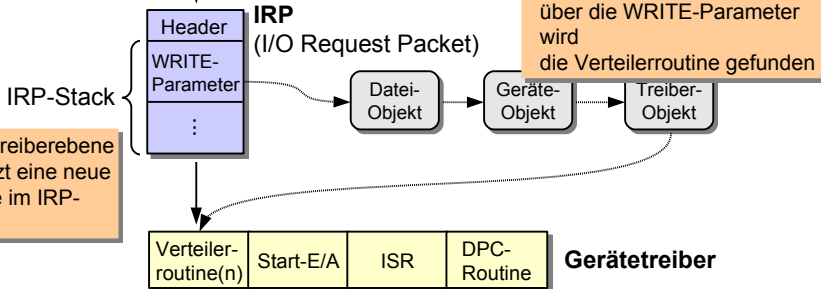 IRP
(I/O Request Packet)
Header
WRITE-
Parameter
⋮
IRP-Stack
über die WRITE-Parameter
wird
die Verteilerroutine gefunden
Datei-
Objekt
Geräte-
Objekt
Treiber-
Objekt
reiberebene
zt eine neue
e im IRP-
Verteiler-
routine(n)
Start-E/A
ISR
DPC-
Routine
Gerätetreiber